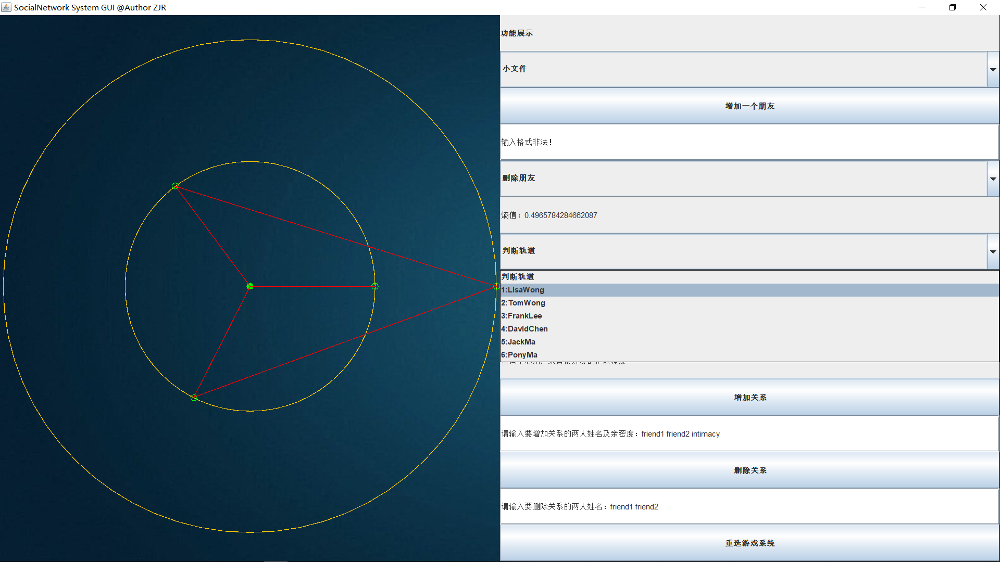 SocialNetwork System GUI @Author ZJR
功能展示
小文件
增加一个朋友
输入格式非法！
删除朋友
熵值：0.4965784284662087
判断轨道
判断轨道
1:LisaWong
2:TomWong
3:FrankLee
4:DavidChen
5:JackMa
6:PonyMa
增加关系
请输入要增加关系的两人姓名及亲密度：friend1 friend2 intimacy
删除关系
请输入要删除关系的两人姓名：friend1 friend2
重选游戏系统